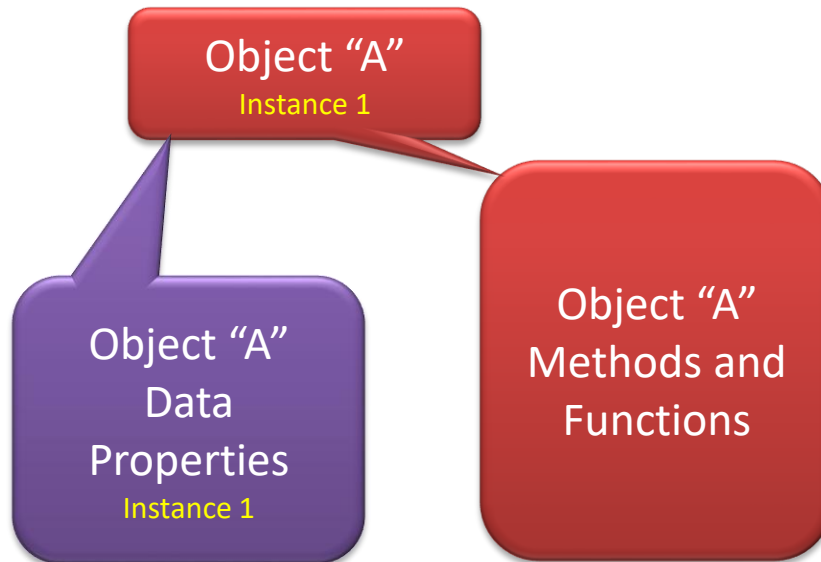 Object “A”
Instance 1
Object “A”
Data
Properties
Instance 1
Object “A”
Methods and
Functions